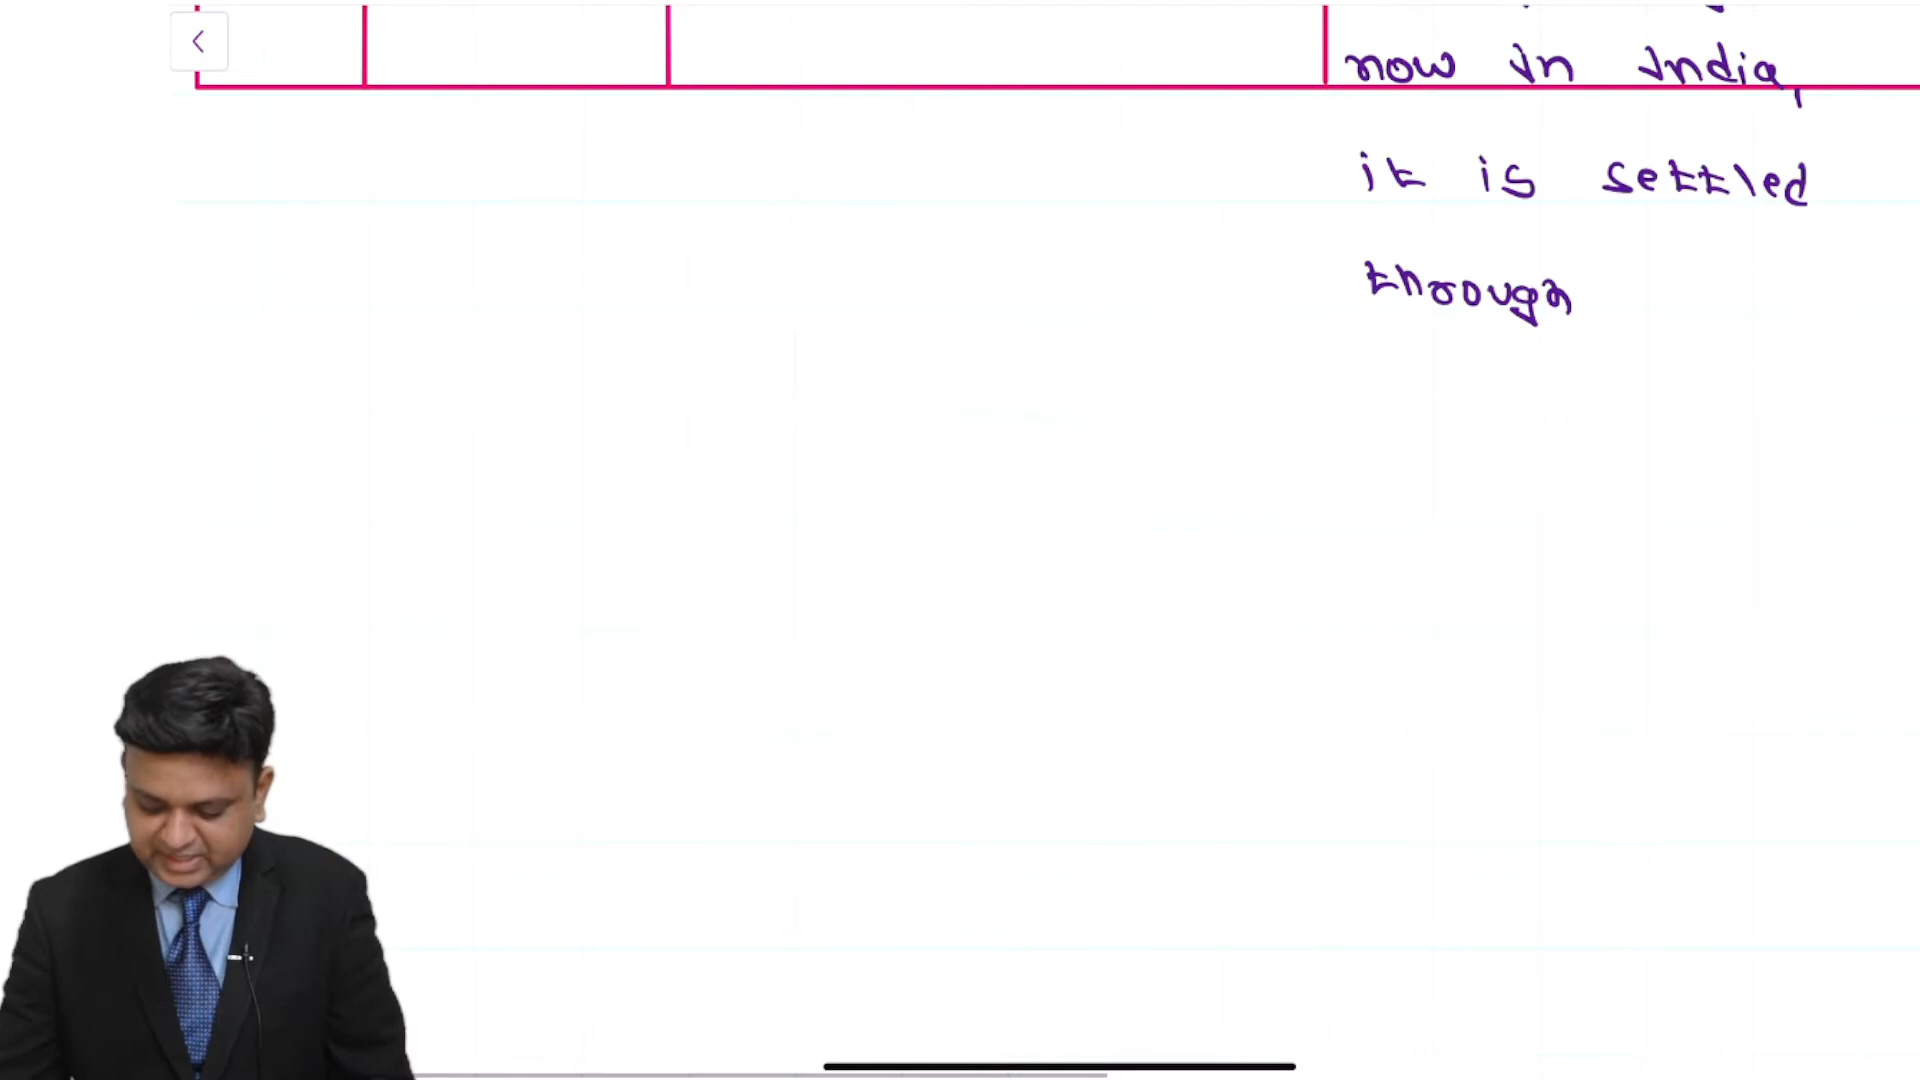 now in India,
it is settled
through